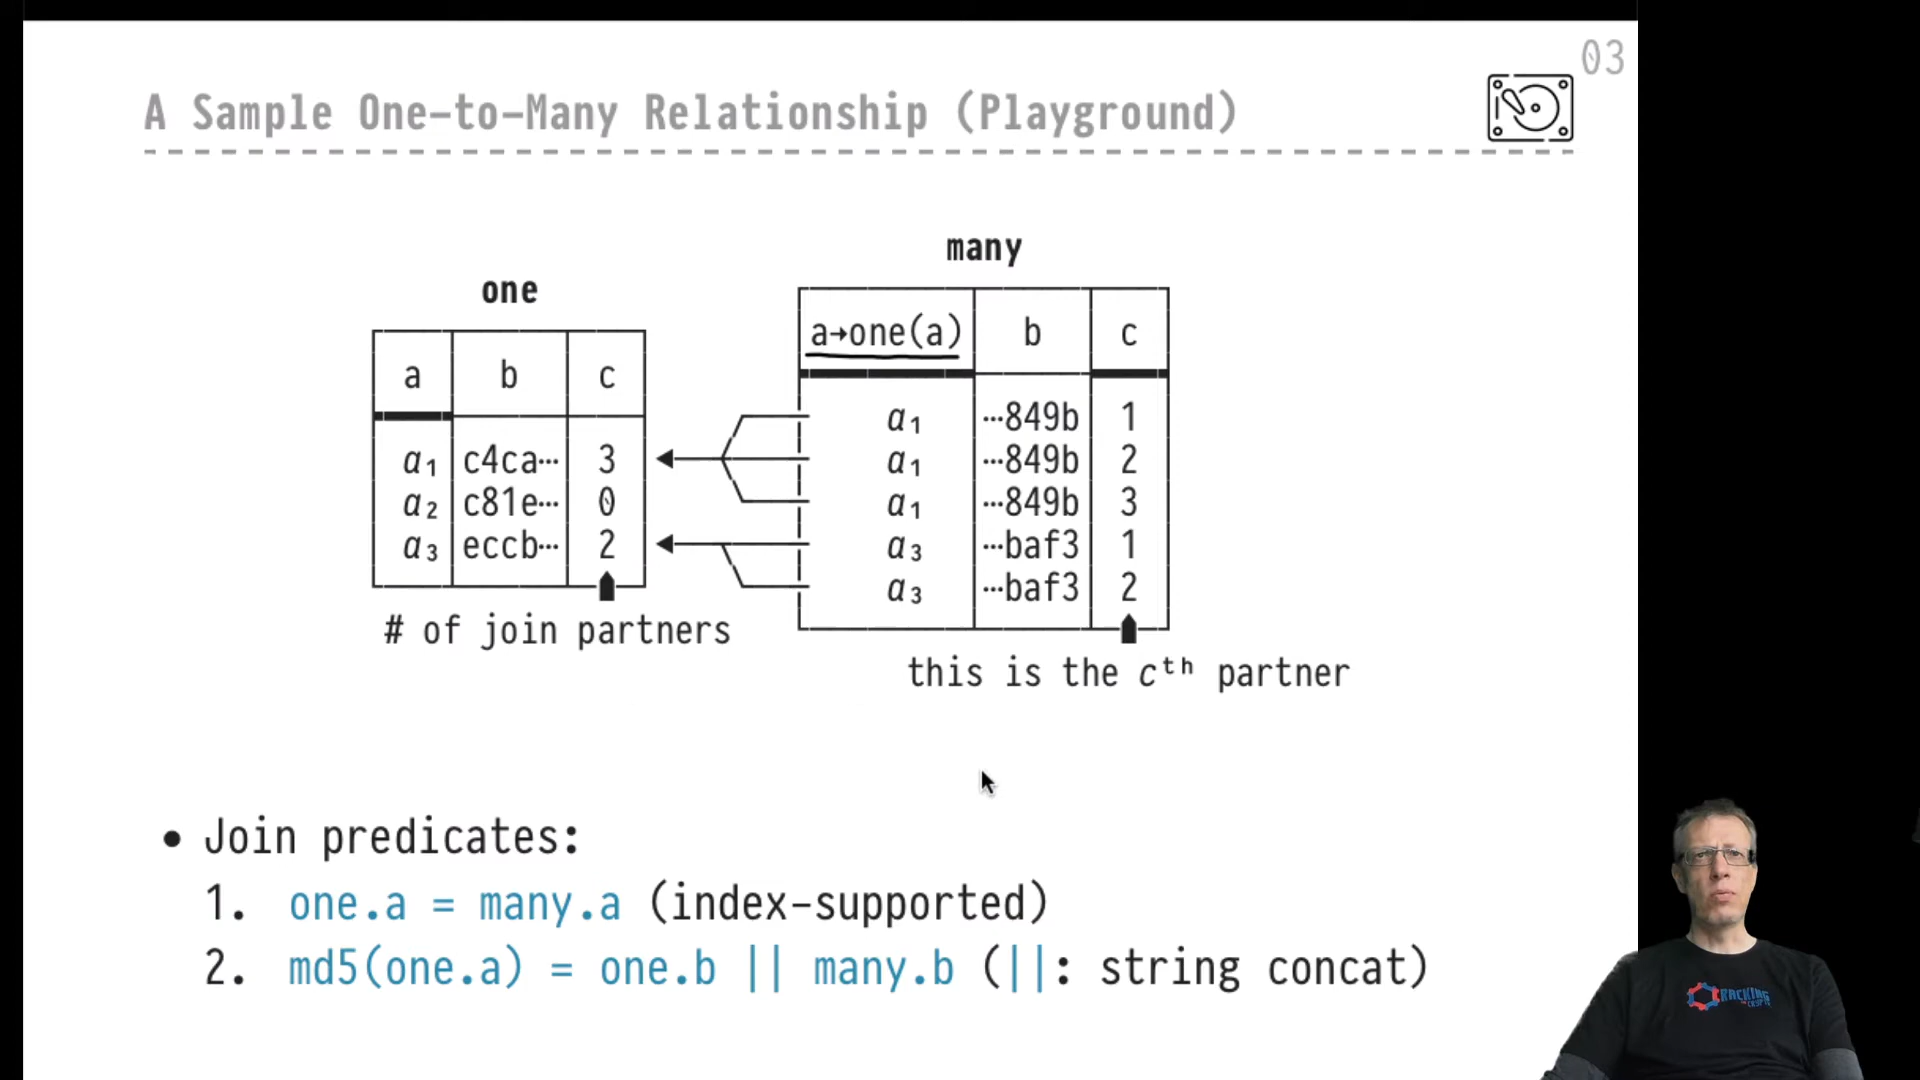 03
A Sample One-to-Many Relationship (Playground)
many
one
a→one(a) b c
a b c
a₁ …849b 1
a₁ c4ca… 3 a₁ …849b 2
a₂ c81e… 0 a₁ …849b 3
a₃ eccb… 2 a₃ …baf3 1
a₃ …baf3 2
# of join partners
this is the cᵗʰ partner
• Join predicates:
1. one.a = many.a (index-supported)
2. md5(one.a) = one.b || many.b (||: string concat)